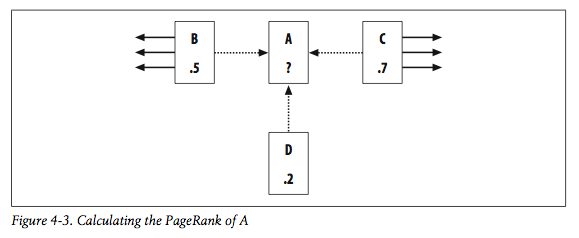 B A C
.5 ? .7
D
.2
Figure 4-3. Calculating the PageRank of A